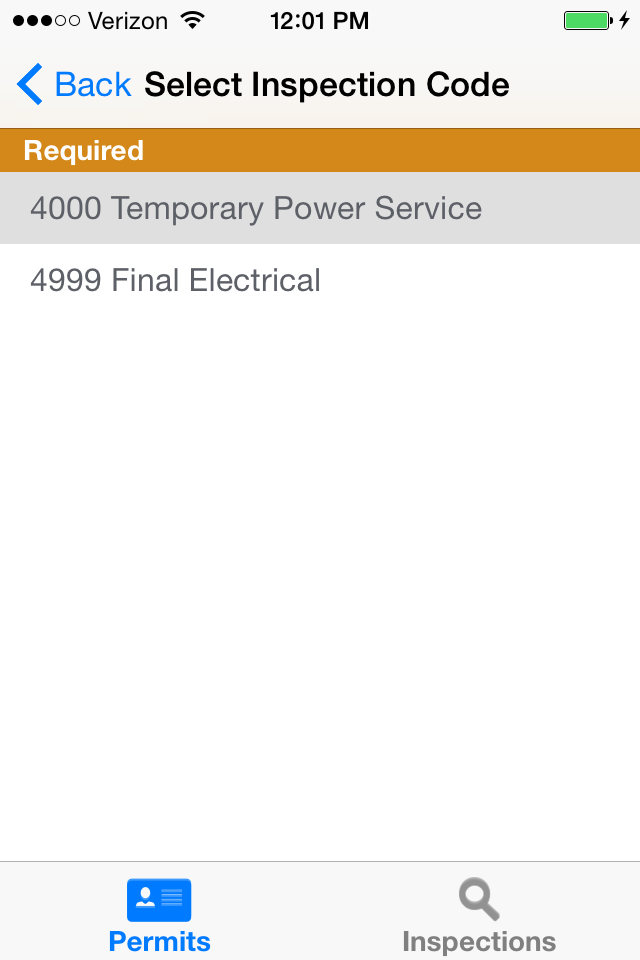 Verizon 12:01 PM
Back Select Inspection Code
Required
4000 Temporary Power Service
4999 Final Electrical
Permits Inspections